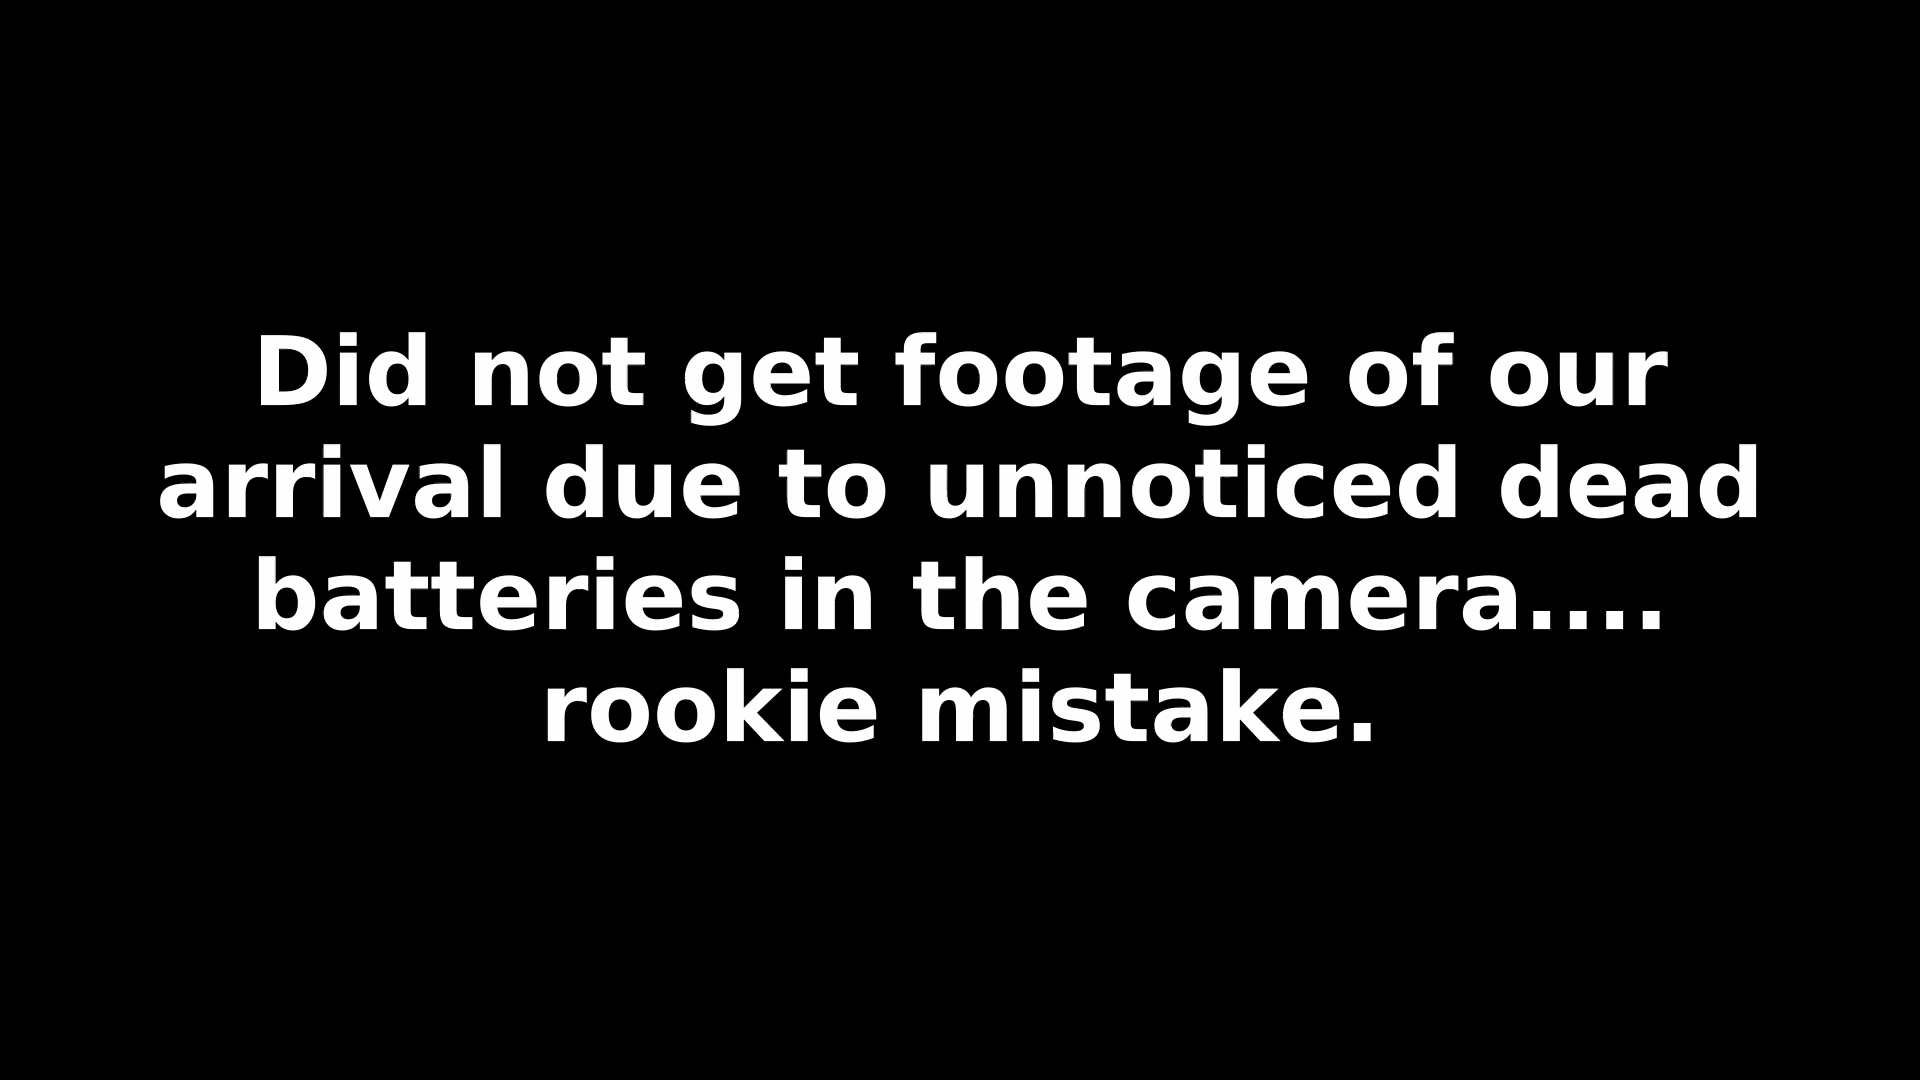 Did not get footage of our
arrival due to unnoticed dead
batteries in the camera....
rookie mistake.